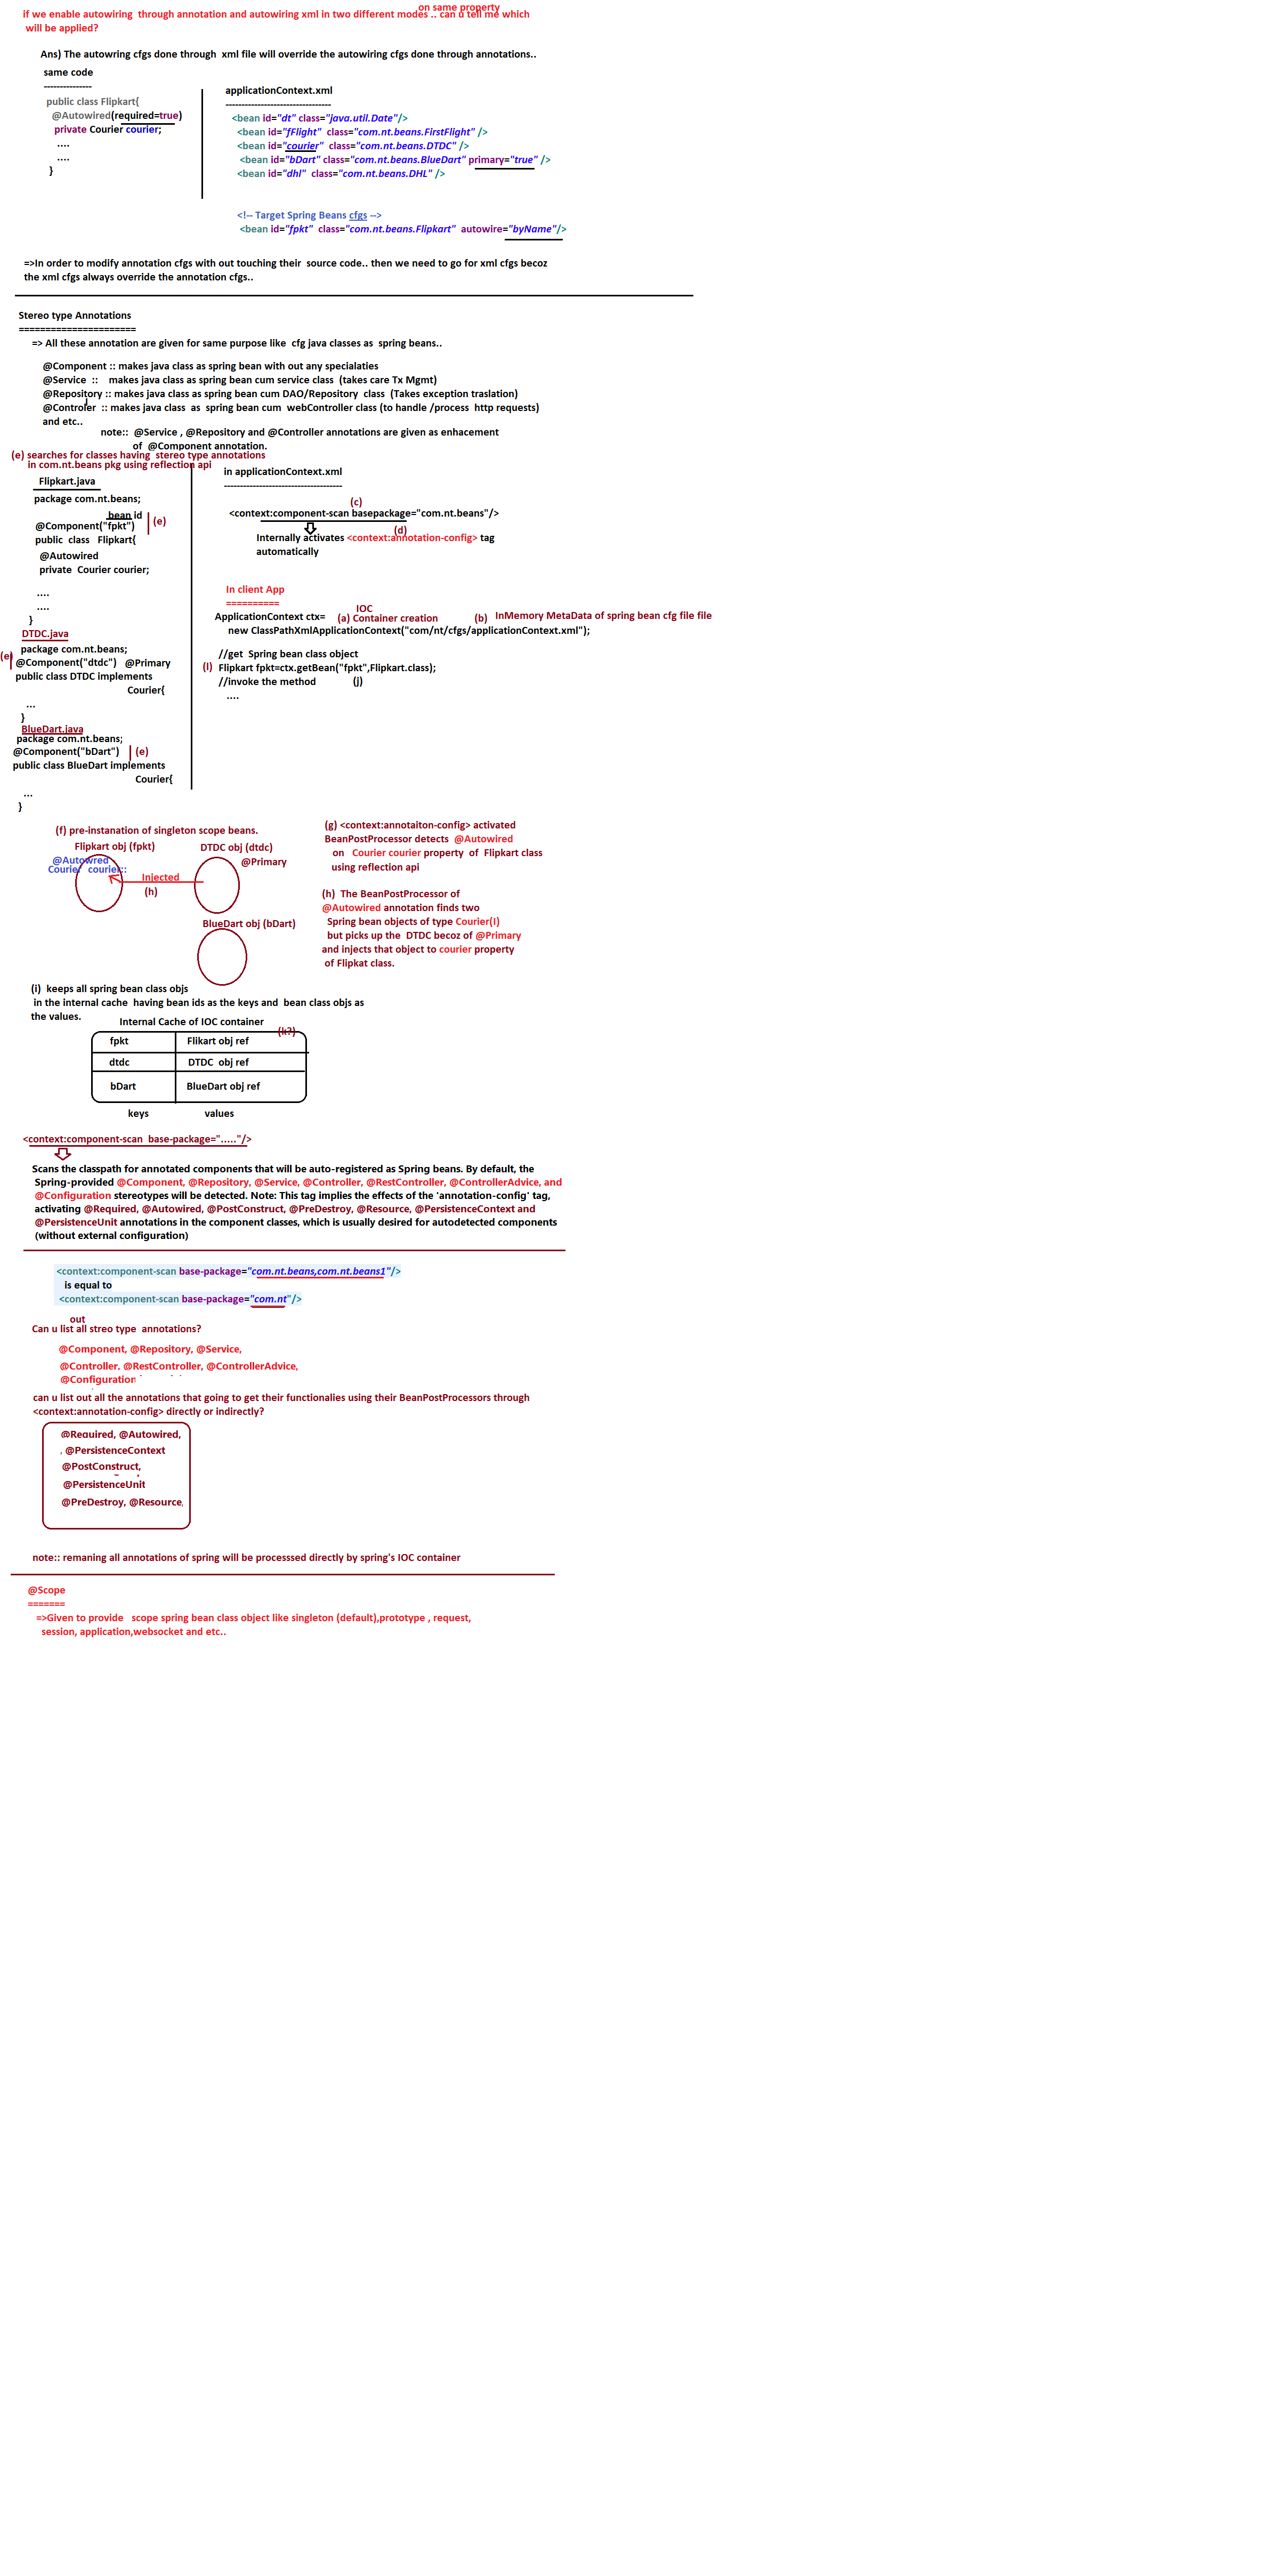 on same property
if we enable autowiring through annotation and autowiring xml in two different modes .. can u tell me which
will be applied?
Ans) The autowring cfgs done through xml file will override the autowiring cfgs done through annotations..
same code
---------------
public class Flipkart{
@Autowired(required=true)
private Courier courier;
....
....
}
applicationContext.xml
---------------------------------
<bean id="dt" class="java.util.Date"/>
<bean id="fFlight" class="com.nt.beans.FirstFlight" />
<bean id="courier" class="com.nt.beans.DTDC" />
<bean id="bDart" class="com.nt.beans.BlueDart" primary="true" />
<bean id="dhl" class="com.nt.beans.DHL" />
<!-- Target Spring Beans cfgs -->
<bean id="fpkt" class="com.nt.beans.Flipkart" autowire="byName"/>
=>In order to modify annotation cfgs with out touching their source code.. then we need to go for xml cfgs becoz
the xml cfgs always override the annotation cfgs..
Stereo type Annotations
======================
=> All these annotation are given for same purpose like cfg java classes as spring beans..
@Component :: makes java class as spring bean with out any specialaties
@Service :: makes java class as spring bean cum service class (takes care Tx Mgmt)
@Repository :: makes java class as spring bean cum DAO/Repository class (Takes exception traslation)
l
@Controler :: makes java class as spring bean cum webController class (to handle /process http requests)
and etc..
note:: @Service , @Repository and @Controller annotations are given as enhacement
of @Component annotation.
(e) searches for classes having stereo type annotations
in com.nt.beans pkg using reflection api
Flipkart.java
package com.nt.beans;
bean id
@Component("fpkt") (e)
public class Flipkart{
@Autowired
private Courier courier;
....
....
}
DTDC.java
package com.nt.beans;
(e)
@Component("dtdc") @Primary
public class DTDC implements
Courier{
...
}
BlueDart.java
package com.nt.beans;
@Component("bDart") (e)
public class BlueDart implements
Courier{
...
}
in applicationContext.xml
-------------------------------------
(c)
<context:component-scan basepackage="com.nt.beans"/>
(d)
Internally activates <context:annotation-config> tag
automatically
In client App
==========
IOC
ApplicationContext ctx= (a) Container creation (b) InMemory MetaData of spring bean cfg file file
new ClassPathXmlApplicationContext("com/nt/cfgs/applicationContext.xml");
//get Spring bean class object
(l) Flipkart fpkt=ctx.getBean("fpkt",Flipkart.class);
//invoke the method (j)
....
(f) pre-instanation of singleton scope beans.
Flipkart obj (fpkt) DTDC obj (dtdc)
@Autowired @Primary
Courier courier::
Injected
(h)
BlueDart obj (bDart)
(g) <context:annotaiton-config> activated
BeanPostProcessor detects @Autowired
on Courier courier property of Flipkart class
using reflection api
(h) The BeanPostProcessor of
@Autowired annotation finds two
Spring bean objects of type Courier(I)
but picks up the DTDC becoz of @Primary
and injects that object to courier property
of Flipkat class.
(i) keeps all spring bean class objs
in the internal cache having bean ids as the keys and bean class objs as
the values.
Internal Cache of IOC container
(k?)
fpkt Flikart obj ref
dtdc DTDC obj ref
bDart BlueDart obj ref
keys values
<context:component-scan base-package="....."/>
Scans the classpath for annotated components that will be auto-registered as Spring beans. By default, the
Spring-provided @Component, @Repository, @Service, @Controller, @RestController, @ControllerAdvice, and
@Configuration stereotypes will be detected. Note: This tag implies the effects of the 'annotation-config' tag,
activating @Required, @Autowired, @PostConstruct, @PreDestroy, @Resource, @PersistenceContext and
@PersistenceUnit annotations in the component classes, which is usually desired for autodetected components
(without external configuration)
<context:component-scan base-package="com.nt.beans,com.nt.beans1"/>
is equal to
<context:component-scan base-package="com.nt"/>
out
Can u list all streo type annotations?
@Component, @Repository, @Service,
@Controller, @RestController, @ControllerAdvice,
@Configuration
can u list out all the annotations that going to get their functionalies using their BeanPostProcessors through
<context:annotation-config> directly or indirectly?
@Required, @Autowired,
, @PersistenceContext
@PostConstruct,
@PersistenceUnit
@PreDestroy, @Resource,
note:: remaning all annotations of spring will be processsed directly by spring's IOC container
@Scope
=======
=>Given to provide scope spring bean class object like singleton (default),prototype , request,
session, application,websocket and etc..